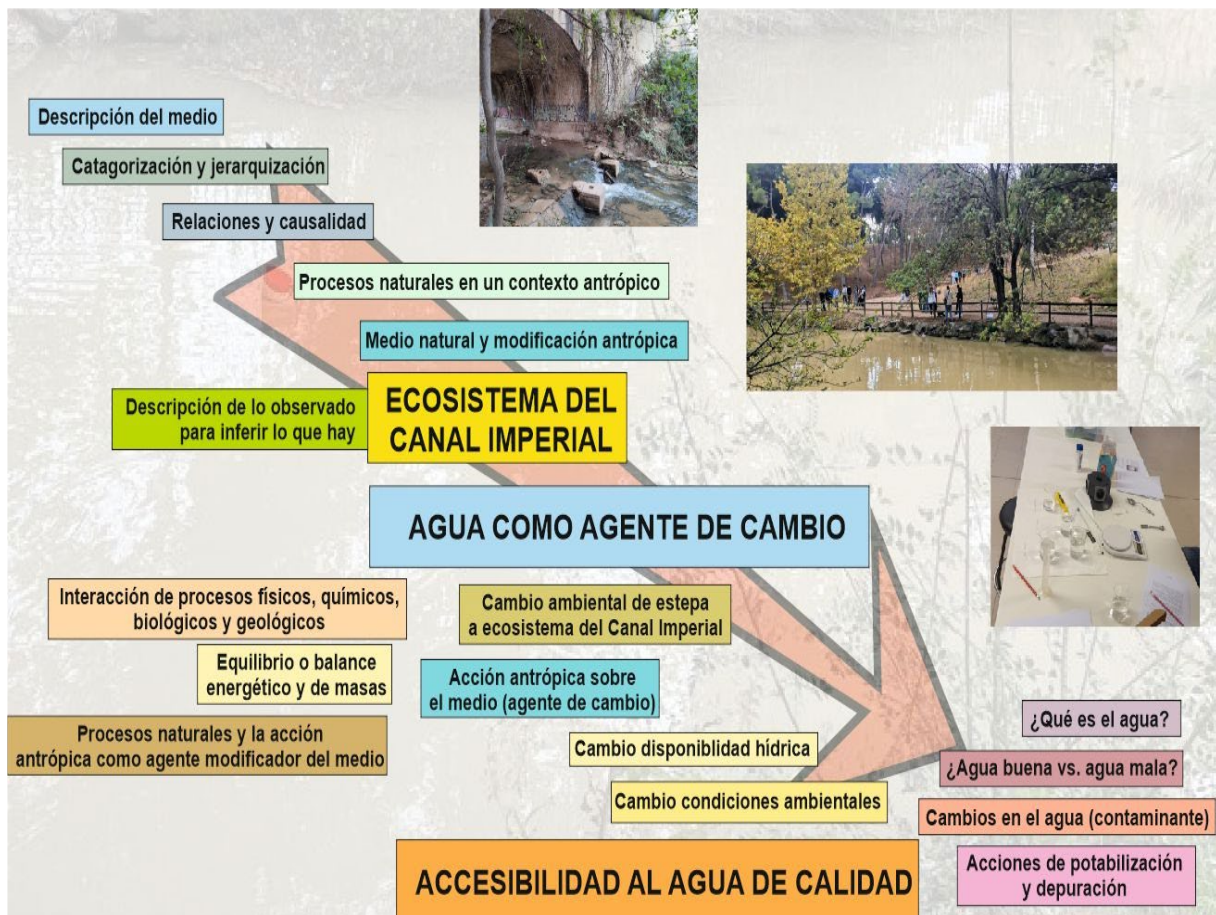 Descripción del medio
Catagorización y jerarquización
Relaciones y causalidad
Procesos naturales en un contexto antrópico
Medio natural y modificación antrópica
Descripción de lo observado
para inferir lo que hay
ECOSISTEMA DEL
CANAL IMPERIAL
AGUA COMO AGENTE DE CAMBIO
Interacción de procesos físicos, químicos,
biológicos y geológicos
Equilibrio o balance
energético y de masas
Procesos naturales y la acción
antrópica como agente modificador del medio
Cambio ambiental de estepa
a ecosistema del Canal Imperial
Acción antrópica sobre
el medio (agente de cambio)
Cambio disponiblidad hídrica
Cambio condiciones ambientales
¿Qué es el agua?
¿Agua buena vs. agua mala?
Cambios en el agua (contaminante)
Acciones de potabilización
y depuración
ACCESIBILIDAD AL AGUA DE CALIDAD